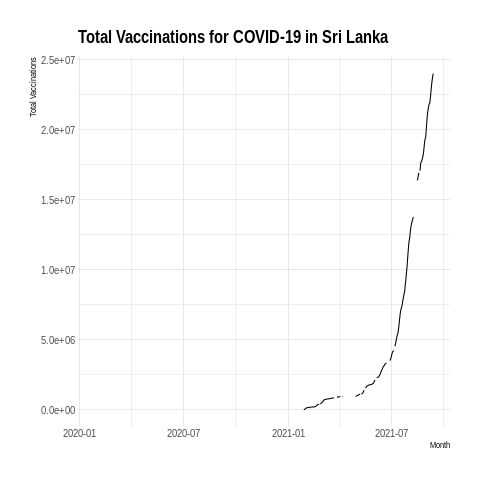 Total Vaccinations for COVID-19 in Sri Lanka
Total Vaccinations
2.5e+07
2.0e+07
1.5e+07
1.0e+07
5.0e+06
0.0e+00
2020-01 2020-07 2021-01 2021-07
Month